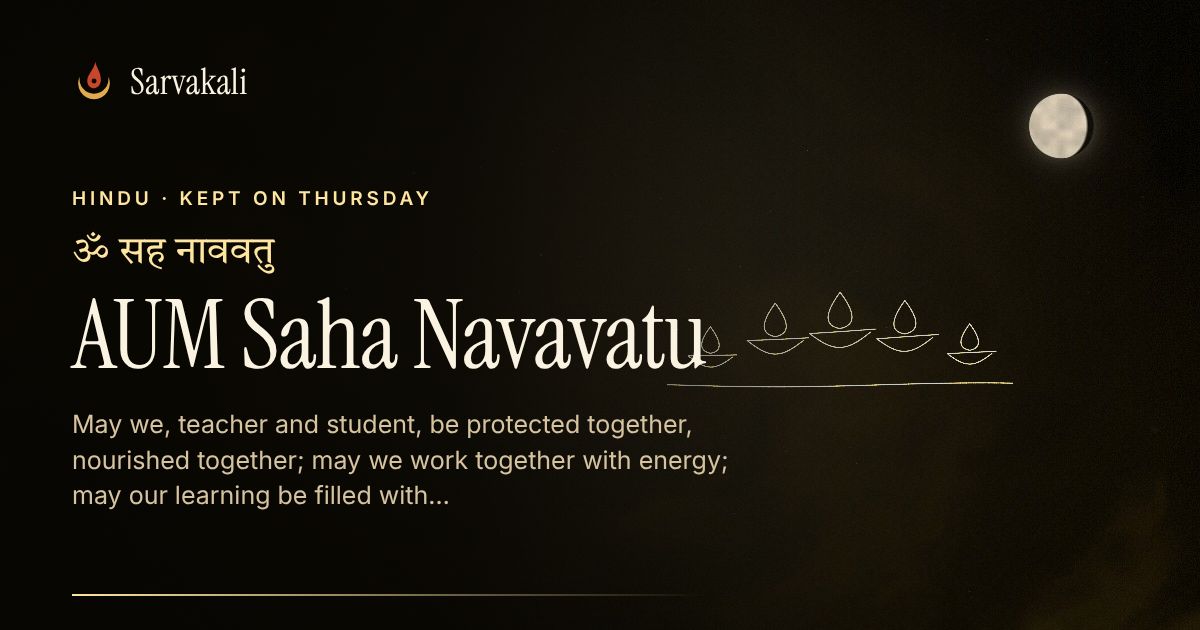 Sarvakali
HINDU · KEPT ON THURSDAY
ॐ सह नाववतु
AUM Saha Navavatu
May we, teacher and student, be protected together,
nourished together; may we work together with energy;
may our learning be filled with...